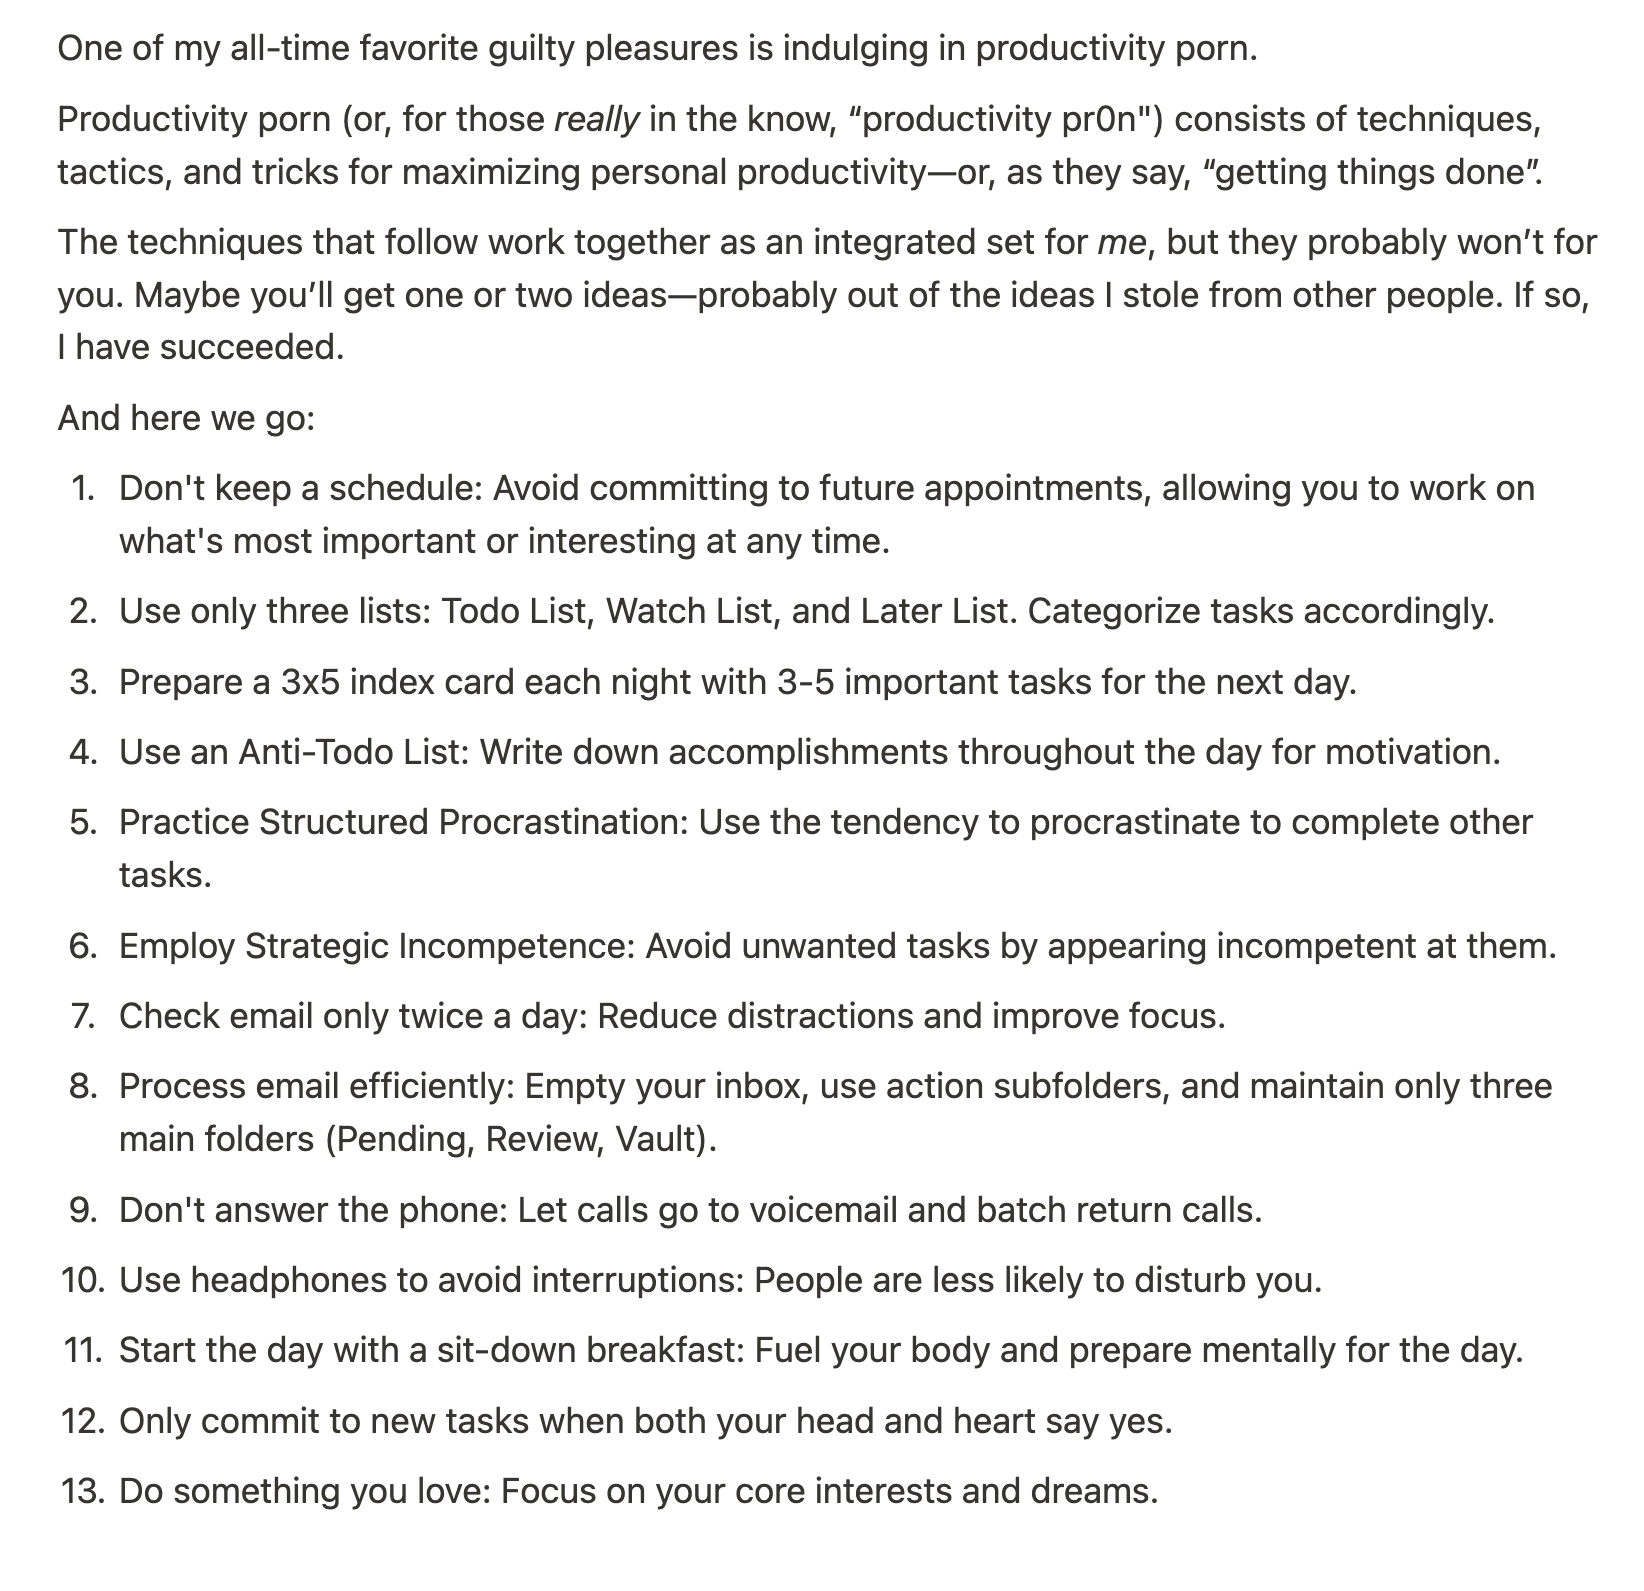 One of my all-time favorite guilty pleasures is indulging in productivity porn.
Productivity porn (or, for those really in the know, “productivity pr0n") consists of techniques,
tactics, and tricks for maximizing personal productivity—or, as they say, “getting things done”.
The techniques that follow work together as an integrated set for me, but they probably won’t for
you. Maybe you’ll get one or two ideas—probably out of the ideas I stole from other people. If so,
I have succeeded.
And here we go:
1. Don't keep a schedule: Avoid committing to future appointments, allowing you to work on
what's most important or interesting at any time.
2. Use only three lists: Todo List, Watch List, and Later List. Categorize tasks accordingly.
3. Prepare a 3x5 index card each night with 3-5 important tasks for the next day.
4. Use an Anti-Todo List: Write down accomplishments throughout the day for motivation.
5. Practice Structured Procrastination: Use the tendency to procrastinate to complete other
tasks.
6. Employ Strategic Incompetence: Avoid unwanted tasks by appearing incompetent at them.
7. Check email only twice a day: Reduce distractions and improve focus.
8. Process email efficiently: Empty your inbox, use action subfolders, and maintain only three
main folders (Pending, Review, Vault).
9. Don't answer the phone: Let calls go to voicemail and batch return calls.
10. Use headphones to avoid interruptions: People are less likely to disturb you.
11. Start the day with a sit-down breakfast: Fuel your body and prepare mentally for the day.
12. Only commit to new tasks when both your head and heart say yes.
13. Do something you love: Focus on your core interests and dreams.